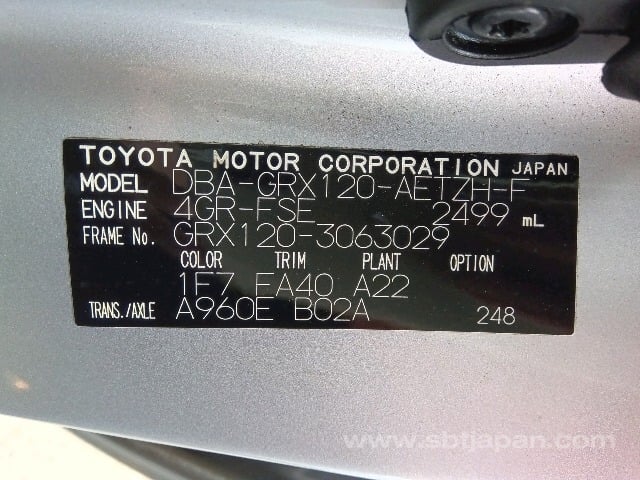 TOYOTA MOTOR CORPORATION JAPAN
MODEL DBA-GRX120-AETZH-F
ENGINE 4GR-FSE 2499 mL
FRAME No. GRX120-3063029
COLOR TRIM PLANT OPTION
1F7 FA40 A22
TRANS./AXLE A960E B02A 248
www.sbtjapan.com